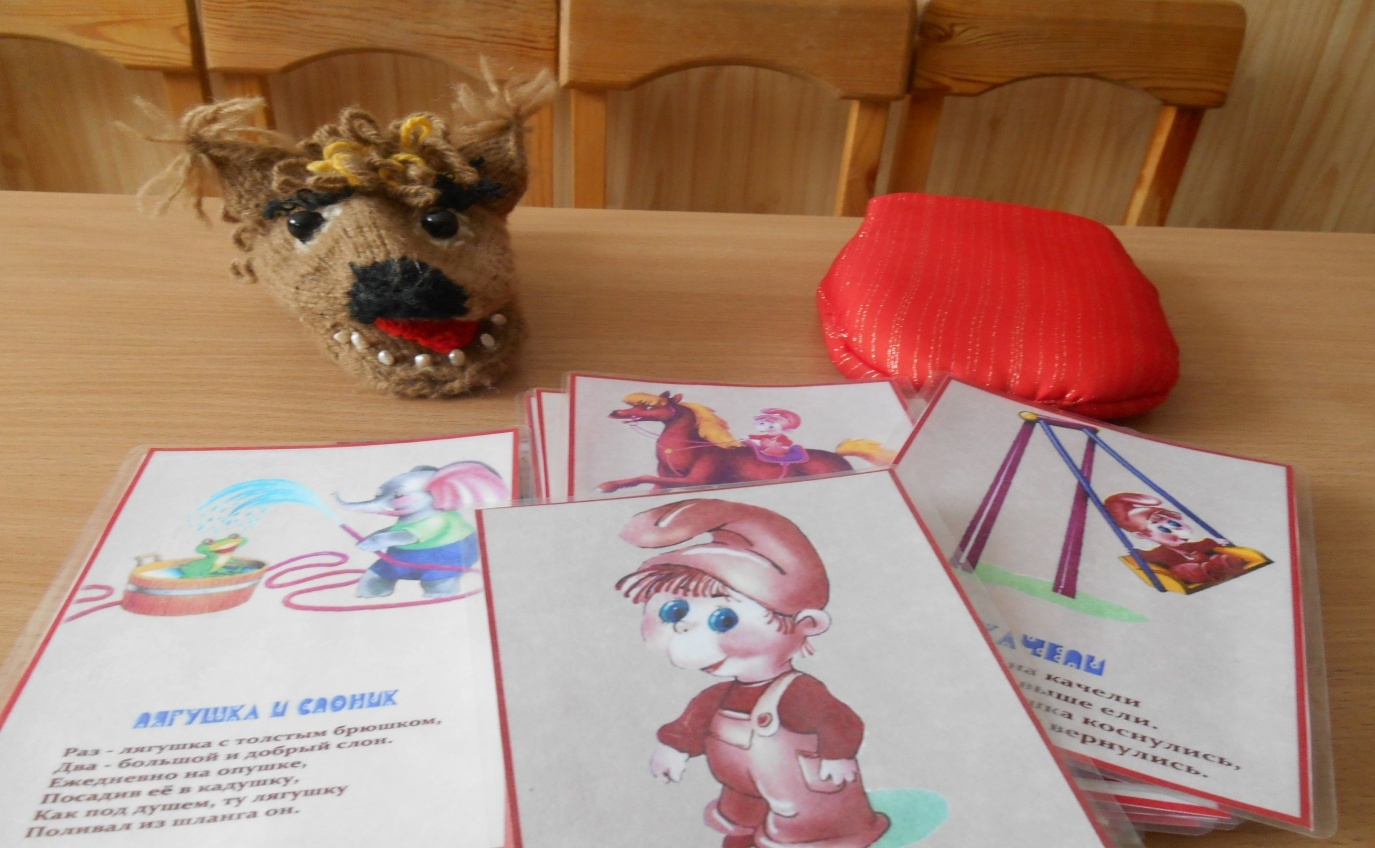 ЛЯГУШКА И СЛОНИК
Раз - лягушка с толстым брюшком,
Два - большой и добрый слон.
Ежедневно на опушке,
Посадив её в кадушку,
Как под душем, ту лягушку
Поливал из шланга он.
КАЧЕЛИ
на качели
выше ели.
коснулись,
вернулись.